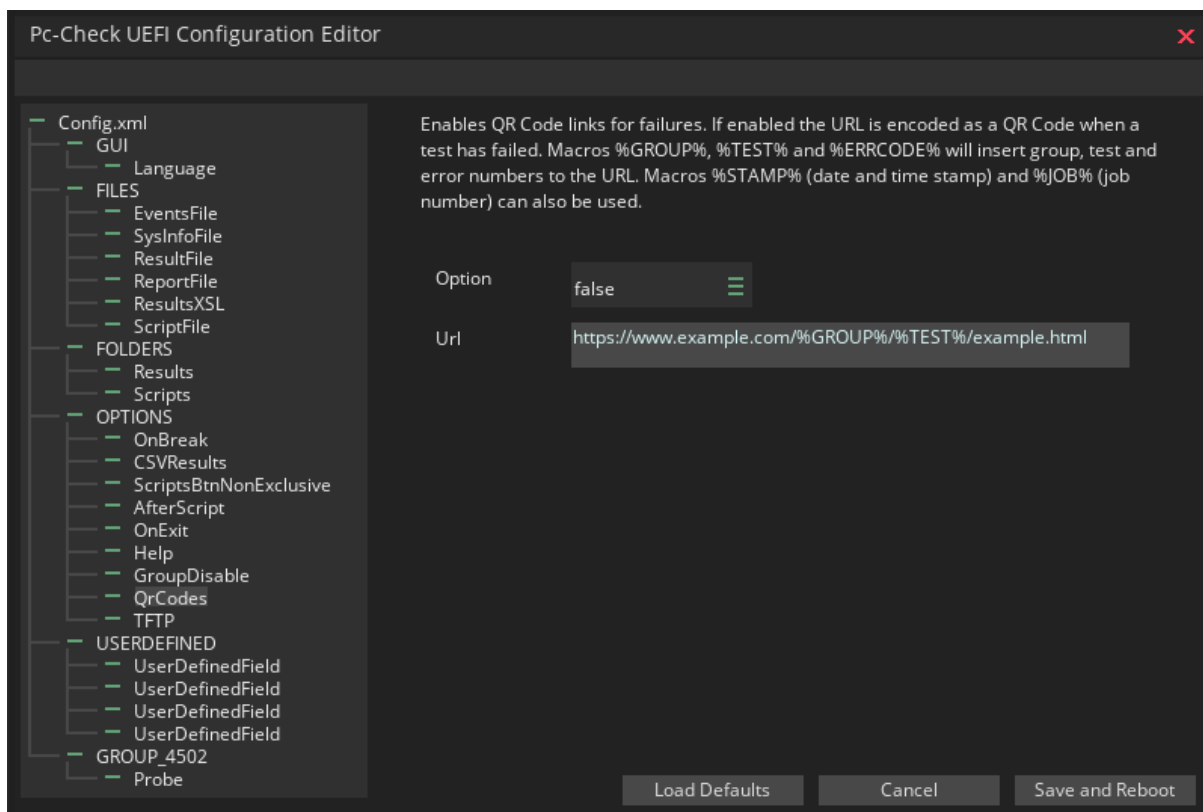 Pc-Check UEFI Configuration Editor
Config.xml
GUI
Language
FILES
EventsFile
SysInfoFile
ResultFile
ReportFile
ResultsXSL
ScriptFile
FOLDERS
Results
Scripts
OPTIONS
OnBreak
CSVResults
ScriptsBtnNonExclusive
AfterScript
OnExit
Help
GroupDisable
QrCodes
TFTP
USERDEFINED
UserDefinedField
UserDefinedField
UserDefinedField
UserDefinedField
GROUP_4502
Probe
Enables QR Code links for failures. If enabled the URL is encoded as a QR Code when a
test has failed. Macros %GROUP%, %TEST% and %ERRCODE% will insert group, test and
error numbers to the URL. Macros %STAMP% (date and time stamp) and %JOB% (job
number) can also be used.
Option
false
Url
https://www.example.com/%GROUP%/%TEST%/example.html
Load Defaults
Cancel
Save and Reboot